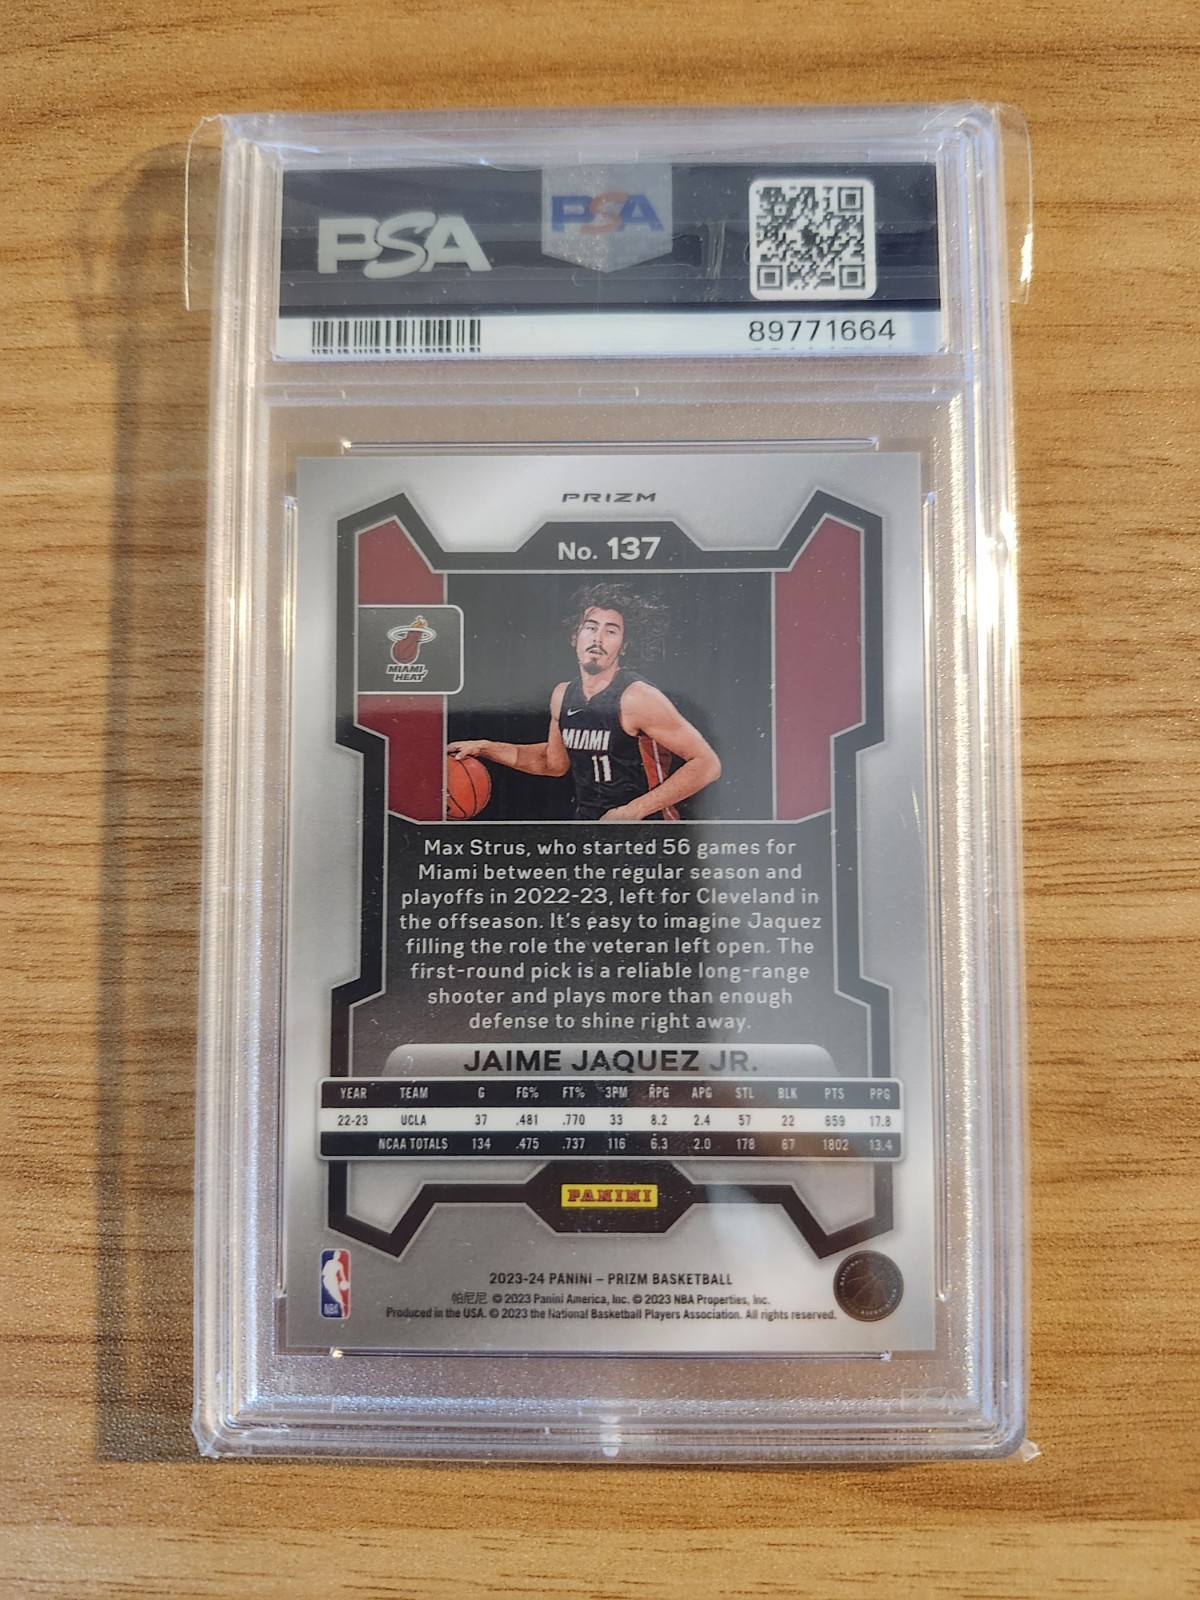 PSA
PSA
89771664
PRIZM
No. 137
MIAMI
HEAT
MIAMI
11
Max Strus, who started 56 games for
Miami between the regular season and
playoffs in 2022-23, left for Cleveland in
the offseason. It's easy to imagine Jaquez
filling the role the veteran left open. The
first-round pick is a reliable long-range
shooter and plays more than enough
defense to shine right away.
JAIME JAQUEZ JR.
YEAR TEAM G FG% FT% 3PM RPG APG STL BLK PTS PPG
22-23 UCLA 37 .481 .770 33 8.2 2.4 57 22 659 17.8
NCAA TOTALS 134 .475 .737 116 6.3 2.0 178 67 1802 13.4
PANINI
2023-24 PANINI – PRIZM BASKETBALL
帕尼尼 © 2023 Panini America, Inc. © 2023 NBA Properties, Inc.
Produced in the USA. © 2023 the National Basketball Players Association. All rights reserved.
NBA
PSA